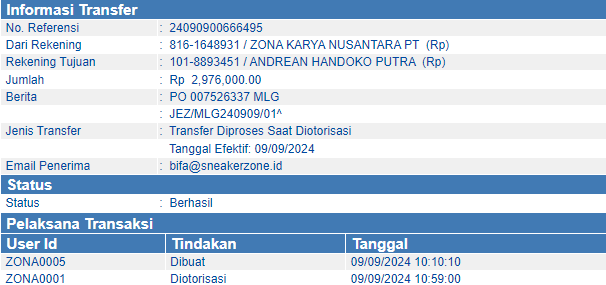 Informasi Transfer
No. Referensi : 24090900666495
Dari Rekening : 816-1648931 / ZONA KARYA NUSANTARA PT (Rp)
Rekening Tujuan : 101-8893451 / ANDREAN HANDOKO PUTRA (Rp)
Jumlah : Rp 2,976,000.00
Berita : PO 007526337 MLG
: JEZ/MLG240909/01^
Jenis Transfer : Transfer Diproses Saat Diotorisasi
Tanggal Efektif: 09/09/2024
Email Penerima : bifa@sneakerzone.id
Status
Status : Berhasil
Pelaksana Transaksi
User Id Tindakan Tanggal
ZONA0005 Dibuat 09/09/2024 10:10:10
ZONA0001 Diotorisasi 09/09/2024 10:59:00